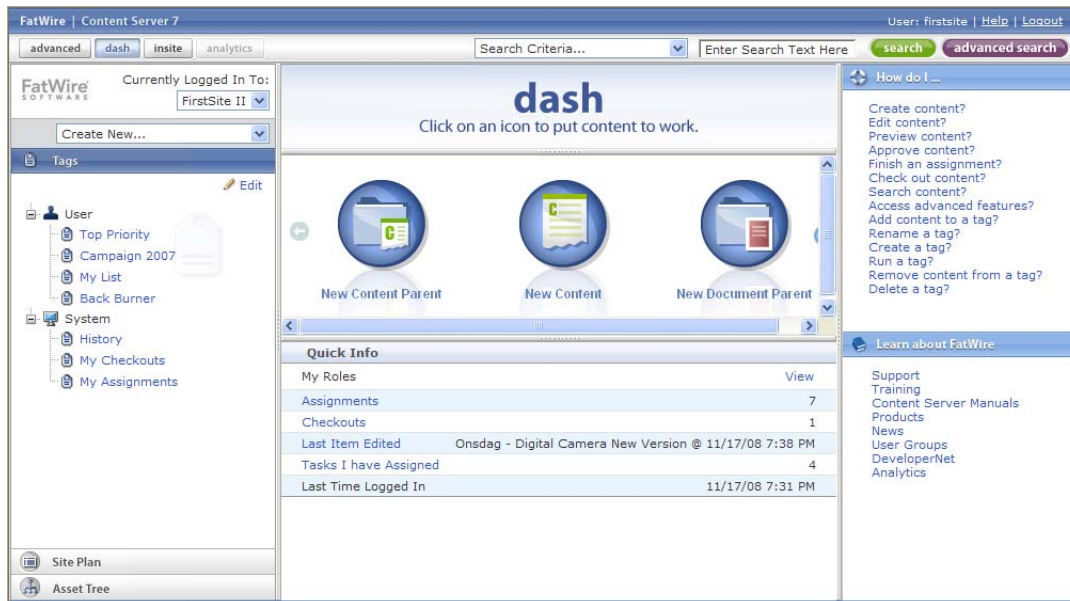 FatWire | Content Server 7
User: firstsite | Help | Logout
advanced dash insite analytics
Search Criteria...
Enter Search Text Here
search
advanced search
FatWire
SOFTWARE
Currently Logged In To:
FirstSite II
Create New...
Tags
Edit
User
Top Priority
Campaign 2007
My List
Back Burner
System
History
My Checkouts
My Assignments
Site Plan
Asset Tree
dash
Click on an icon to put content to work.
New Content Parent
New Content
New Document Parent
Quick Info
My Roles View
Assignments 7
Checkouts 1
Last Item Edited Onsdag - Digital Camera New Version @ 11/17/08 7:38 PM
Tasks I have Assigned 4
Last Time Logged In 11/17/08 7:31 PM
How do I ...
Create content?
Edit content?
Preview content?
Approve content?
Finish an assignment?
Check out content?
Search content?
Access advanced features?
Add content to a tag?
Rename a tag?
Create a tag?
Run a tag?
Remove content from a tag?
Delete a tag?
Learn about FatWire
Support
Training
Content Server Manuals
Products
News
User Groups
DeveloperNet
Analytics